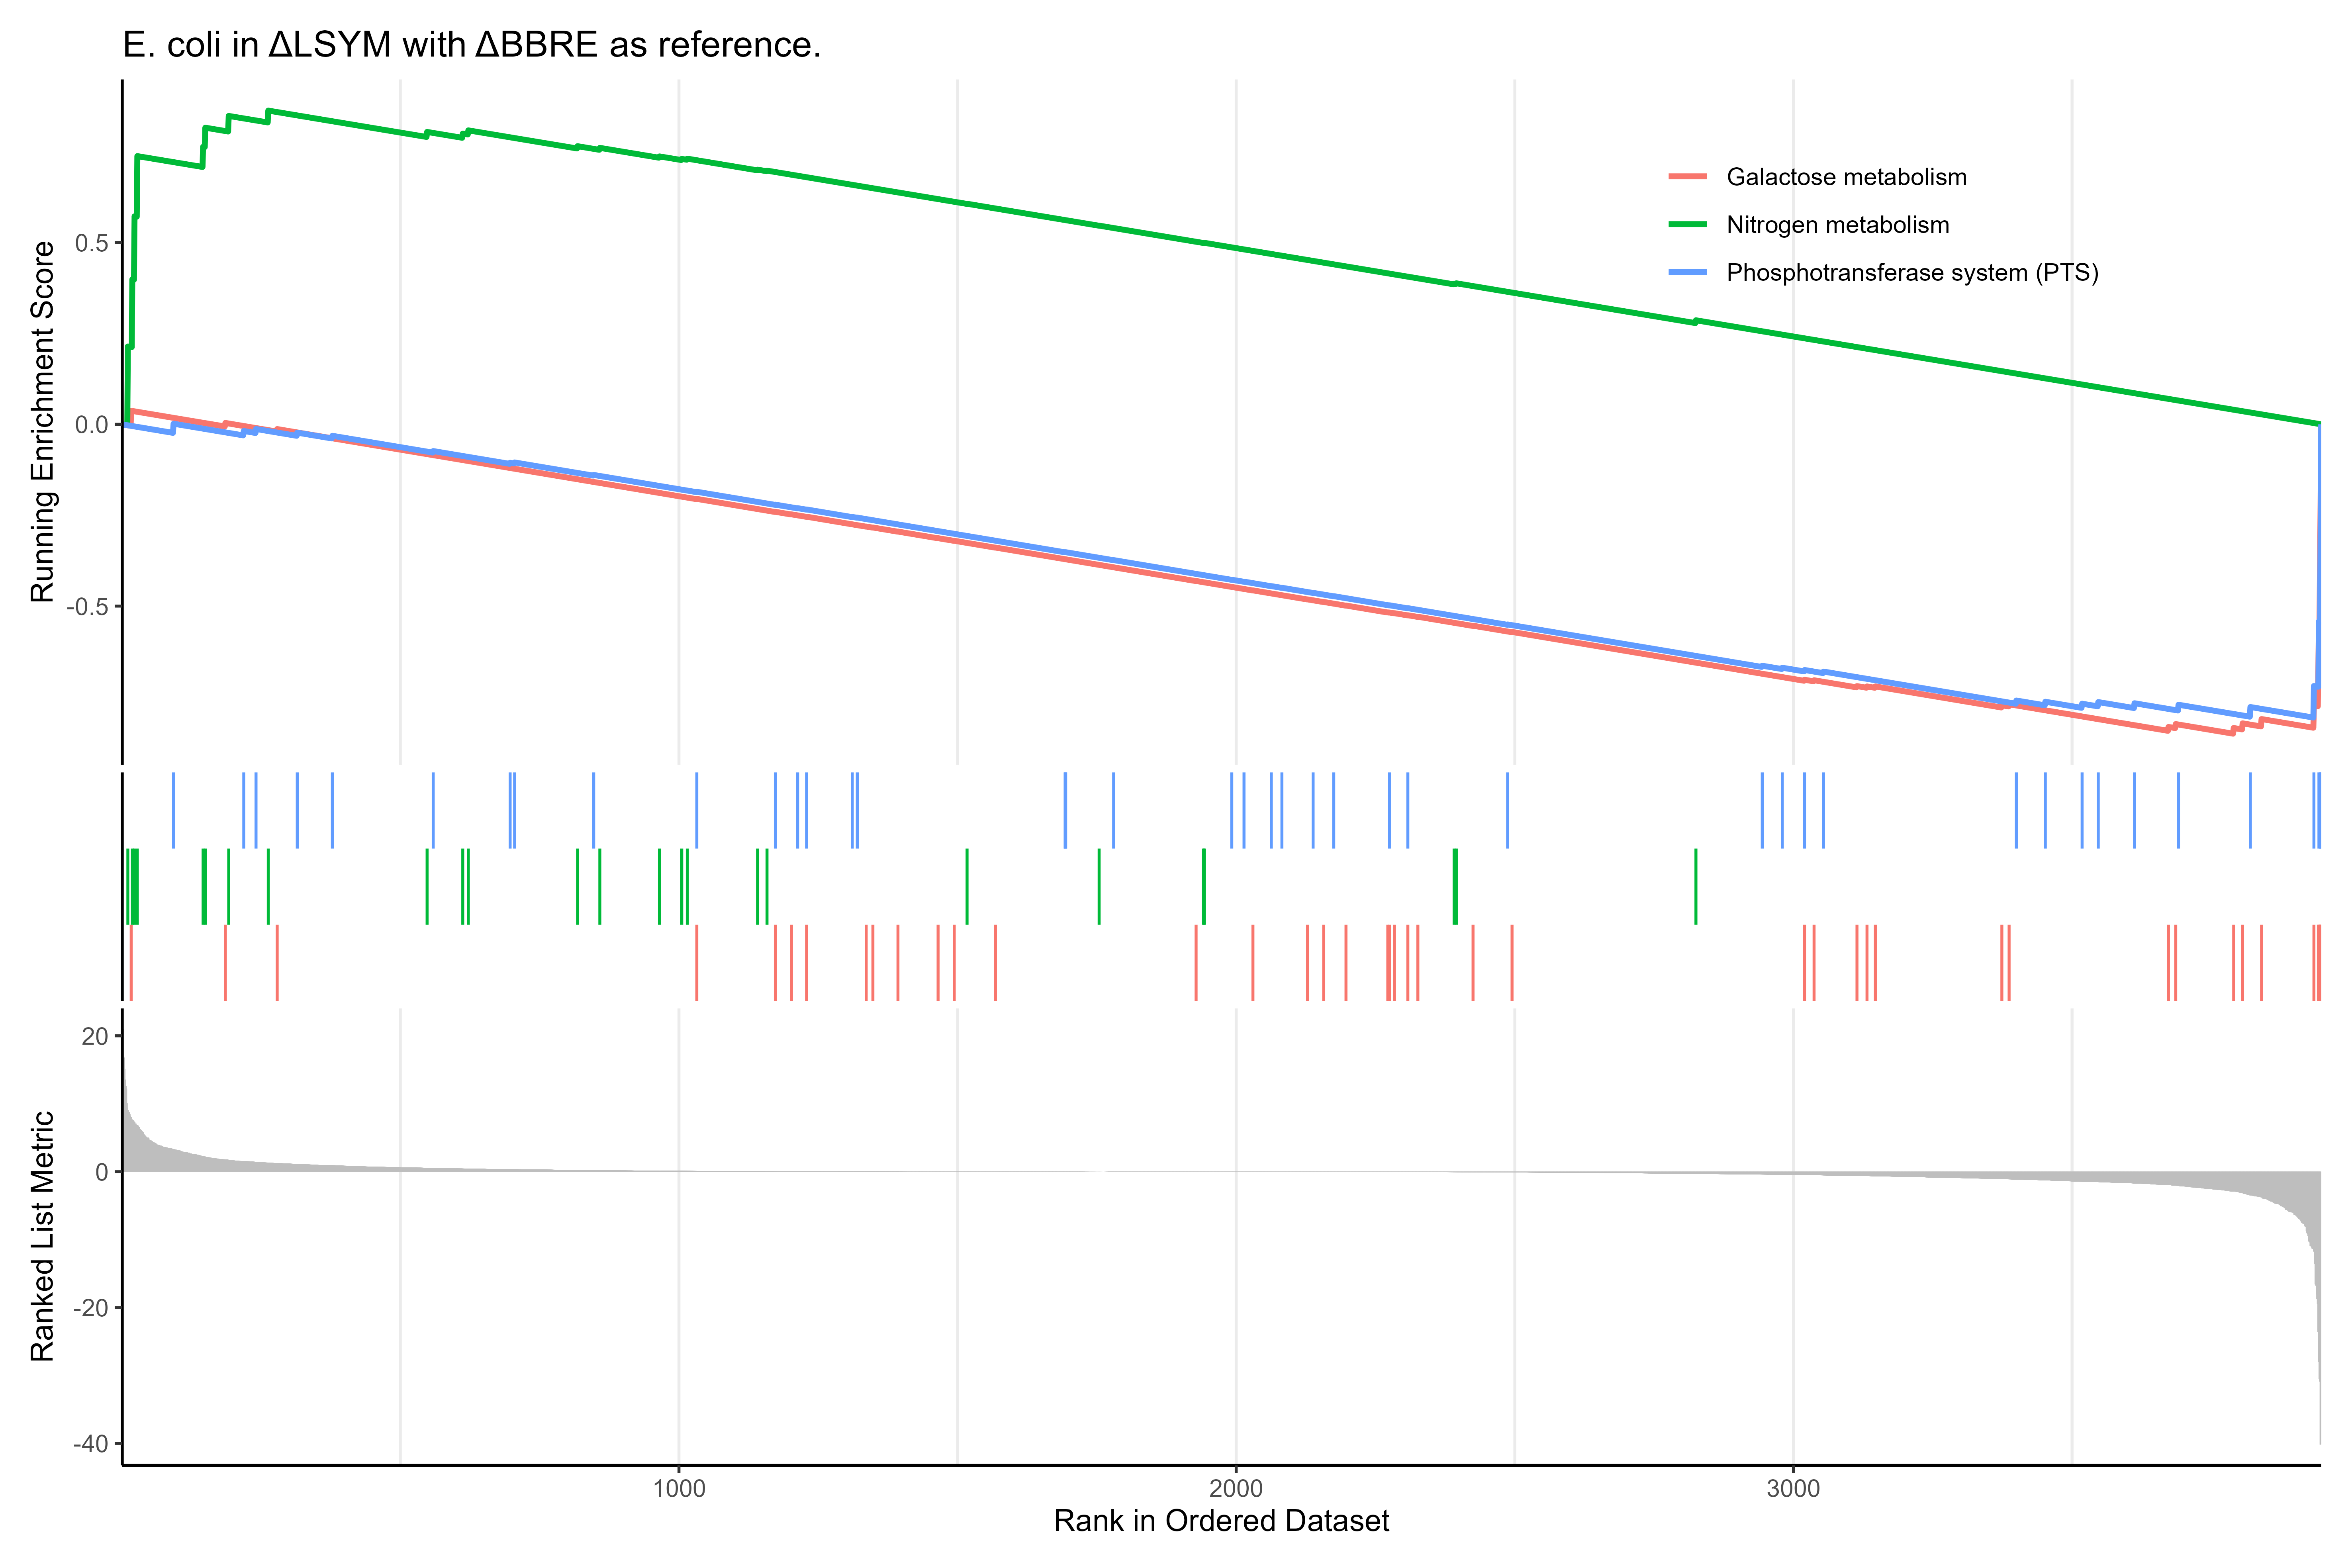 E. coli in ΔLSYM with ΔBBRE as reference.
Running Enrichment Score
0.5
0.0
-0.5
Galactose metabolism
Nitrogen metabolism
Phosphotransferase system (PTS)
Ranked List Metric
20
0
-20
-40
1000
2000
3000
Rank in Ordered Dataset